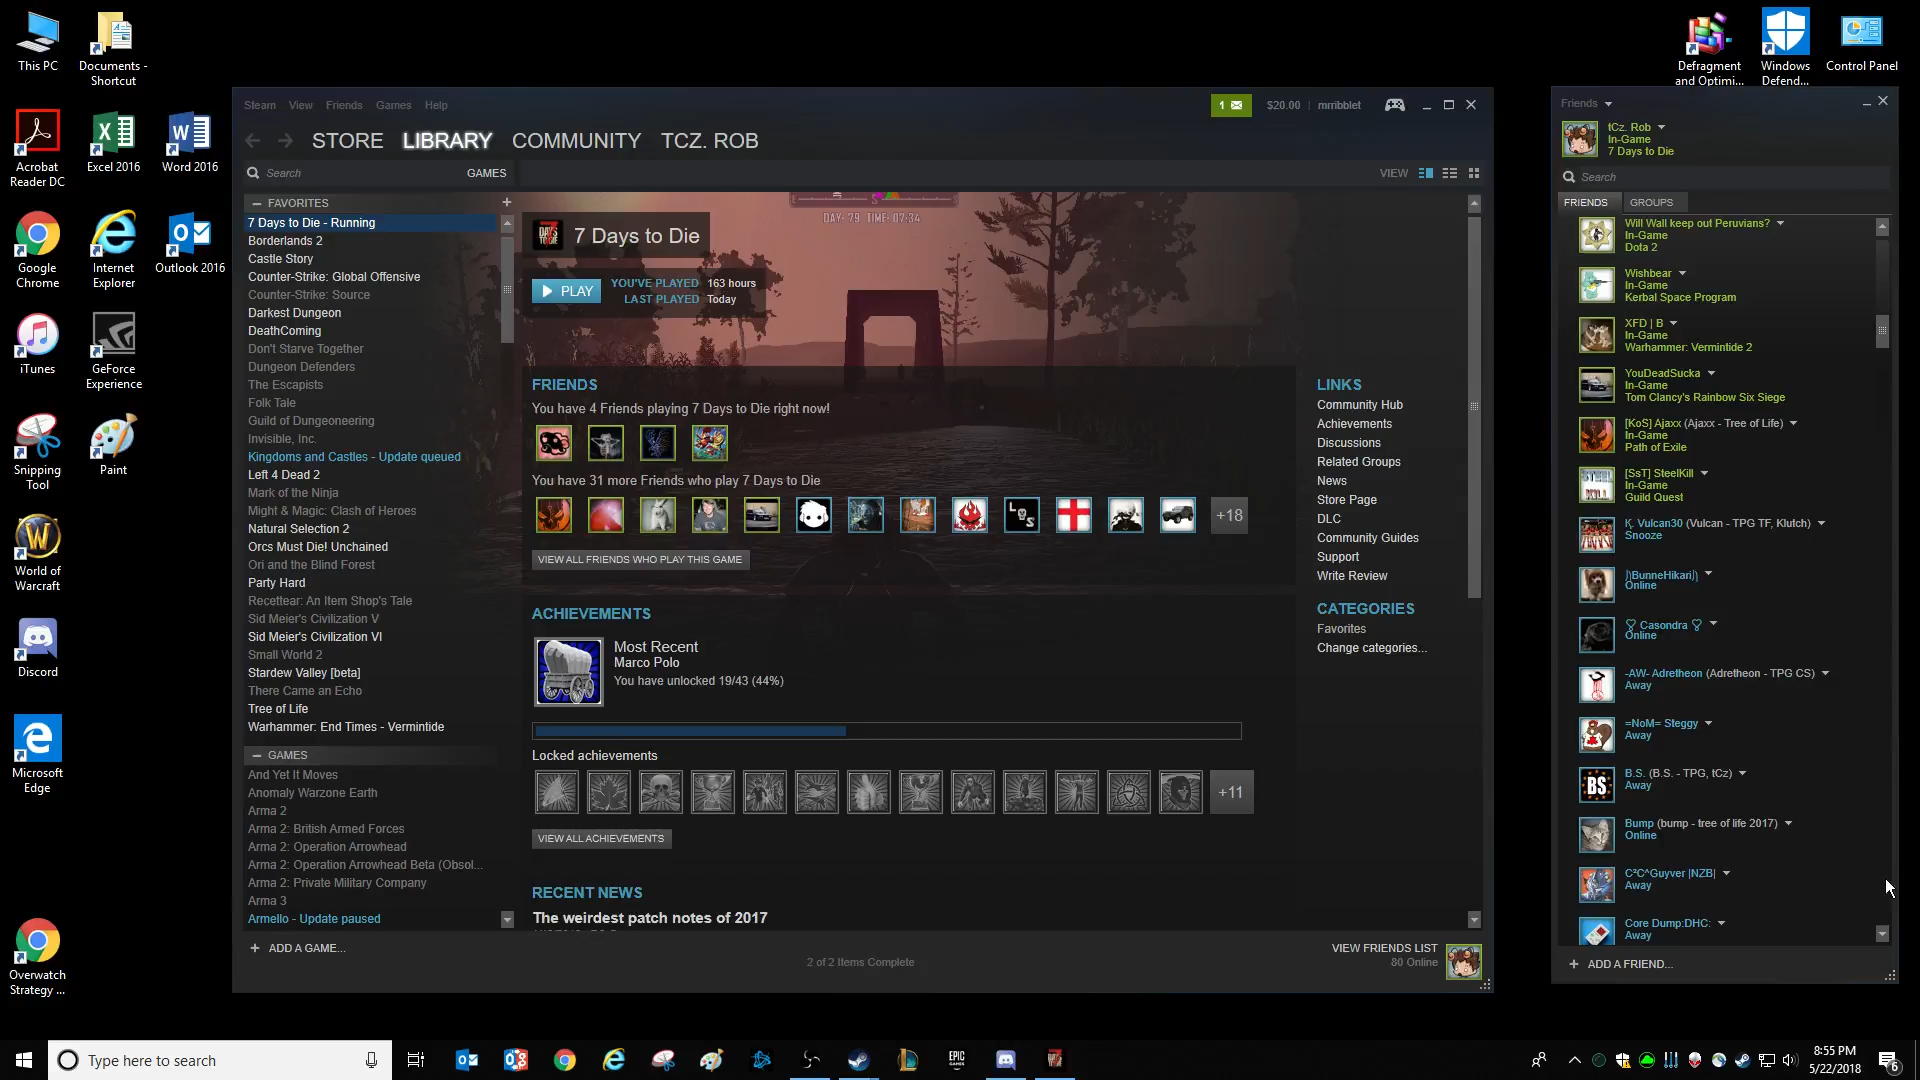 This PC
Documents -
Shortcut
Acrobat
Reader DC
Excel 2016
Word 2016
Google
Chrome
Internet
Explorer
Outlook 2016
iTunes
GeForce
Experience
Snipping
Tool
Paint
World of
Warcraft
Discord
Microsoft
Edge
Overwatch
Strategy ...
Defragment
and Optimi...
Windows
Defend...
Control Panel
Steam View Friends Games Help
1 $20.00 | mrribblet
STORE LIBRARY COMMUNITY TCZ. ROB
Search GAMES
VIEW
FAVORITES
7 Days to Die - Running
Borderlands 2
Castle Story
Counter-Strike: Global Offensive
Counter-Strike: Source
Darkest Dungeon
DeathComing
Don't Starve Together
Dungeon Defenders
The Escapists
Folk Tale
Guild of Dungeoneering
Invisible, Inc.
Kingdoms and Castles - Update queued
Left 4 Dead 2
Mark of the Ninja
Might & Magic: Clash of Heroes
Natural Selection 2
Orcs Must Die! Unchained
Ori and the Blind Forest
Party Hard
Recettear: An Item Shop's Tale
Sid Meier's Civilization V
Sid Meier's Civilization VI
Small World 2
Stardew Valley [beta]
There Came an Echo
Tree of Life
Warhammer: End Times - Vermintide
GAMES
And Yet It Moves
Anomaly Warzone Earth
Arma 2
Arma 2: British Armed Forces
Arma 2: Operation Arrowhead
Arma 2: Operation Arrowhead Beta (Obsol...
Arma 2: Private Military Company
Arma 3
Armello - Update paused
+ ADD A GAME...
DAY: 79 TIME: 07:34
7 Days to Die
PLAY
YOU'VE PLAYED 163 hours
LAST PLAYED Today
FRIENDS
You have 4 Friends playing 7 Days to Die right now!
You have 31 more Friends who play 7 Days to Die
+18
VIEW ALL FRIENDS WHO PLAY THIS GAME
ACHIEVEMENTS
Most Recent
Marco Polo
You have unlocked 19/43 (44%)
Locked achievements
+11
VIEW ALL ACHIEVEMENTS
RECENT NEWS
The weirdest patch notes of 2017
LINKS
Community Hub
Achievements
Discussions
Related Groups
News
Store Page
DLC
Community Guides
Support
Write Review
CATEGORIES
Favorites
Change categories...
2 of 2 Items Complete
VIEW FRIENDS LIST
80 Online
Friends
tCz. Rob
In-Game
7 Days to Die
Search
FRIENDS GROUPS
Will Wall keep out Peruvians?
In-Game
Dota 2
Wishbear
In-Game
Kerbal Space Program
XFD | B
In-Game
Warhammer: Vermintide 2
YouDeadSucka
In-Game
Tom Clancy's Rainbow Six Siege
[KoS] Ajaxx (Ajaxx - Tree of Life)
In-Game
Path of Exile
[SsT] SteelKill
In-Game
Guild Quest
Vulcan30 (Vulcan - TPG TF, Klutch)
Snooze
BunneHikari
Online
Casondra
Online
-AW- Adretheon (Adretheon - TPG CS)
Away
=NoM= Steggy
Away
BS
B.S. (B.S. - TPG, tCz)
Away
Bump (bump - tree of life 2017)
Online
C²C^Guyver |NZB|
Away
Core Dump:DHC:
Away
+ ADD A FRIEND...
Type here to search
EPIC
GAMES
8:55 PM
5/22/2018
6